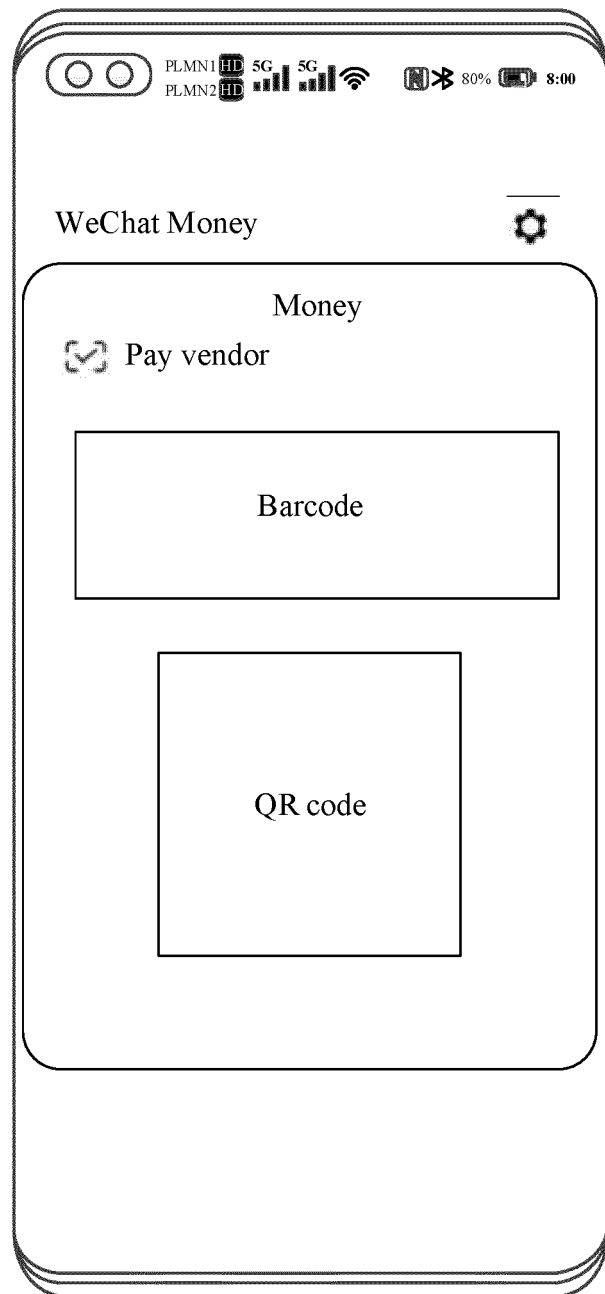 PLMN1 HD 5G 5G N 80% 8:00
PLMN2 HD
WeChat Money
Money
Pay vendor
Barcode
QR code